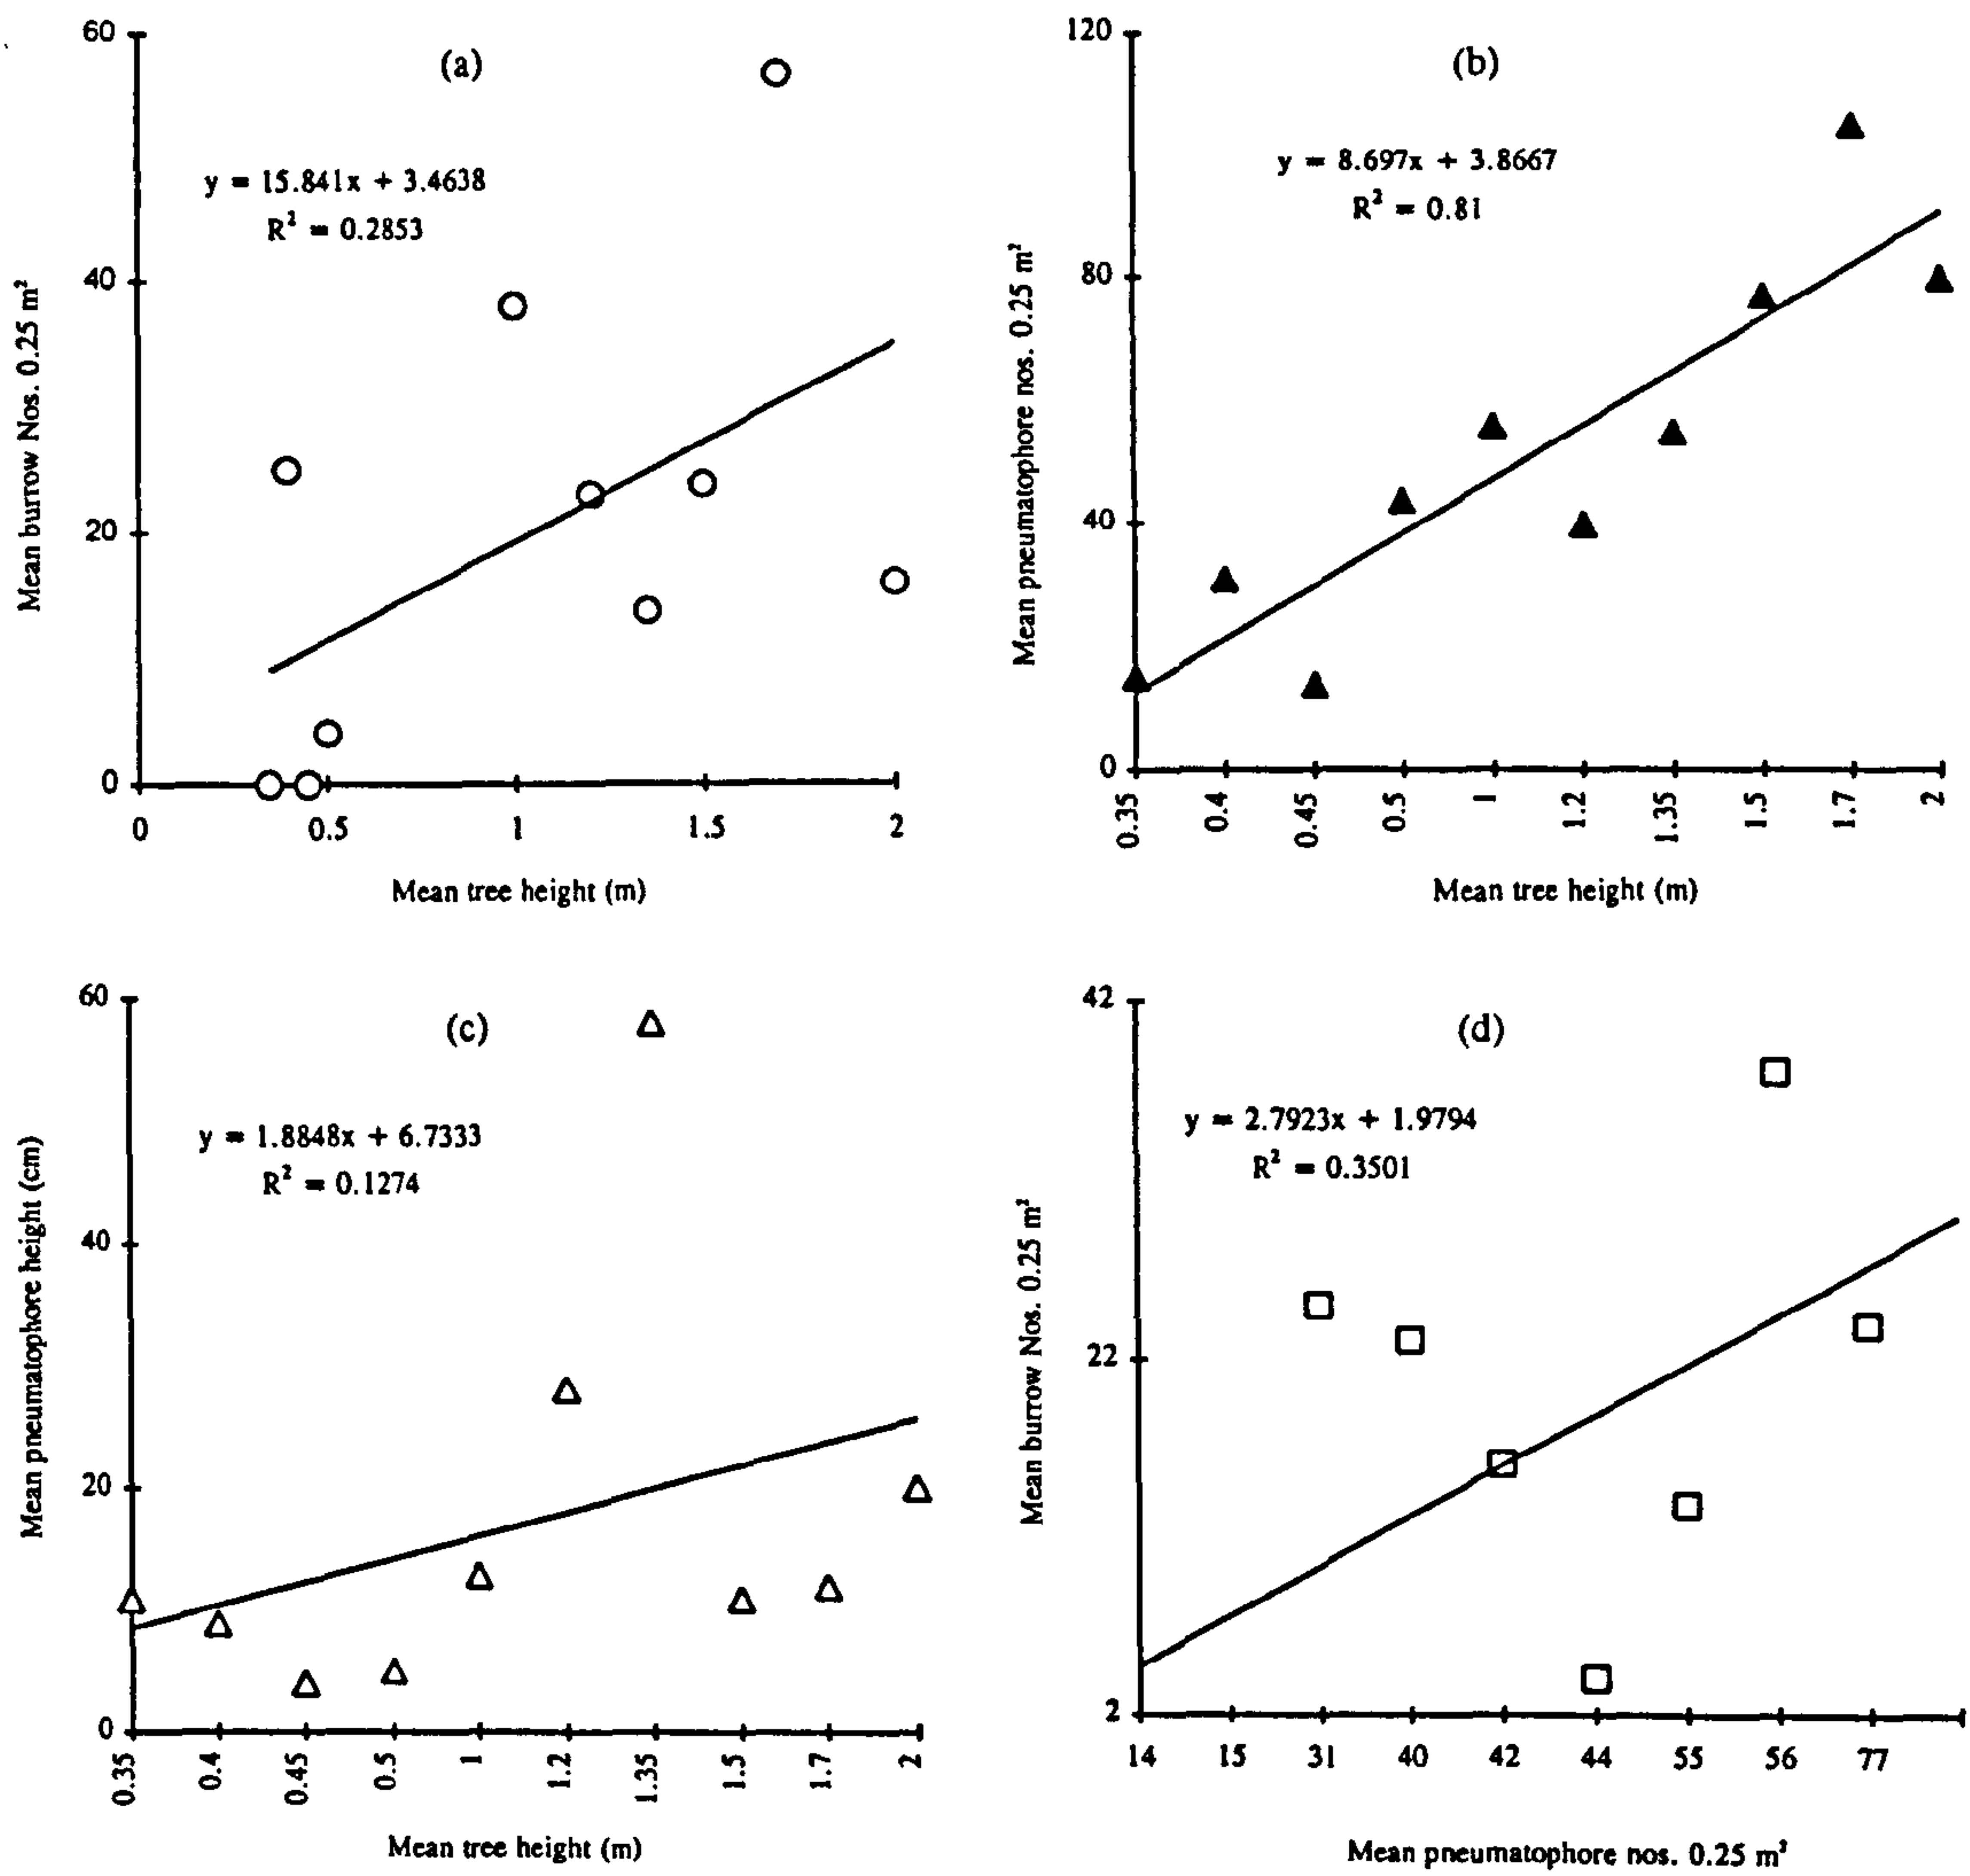 (a)
y = 15.841x + 3.4638
R² = 0.2853
60
40
20
0
0 0.5 1 1.5 2
Mean burrow Nos. 0.25 m²
Mean tree height (m)
(b)
y = 8.697x + 3.8667
R² = 0.81
120
80
40
0
0.35 0.4 0.45 0.5 1 1.2 1.35 1.5 1.7 2
Mean pneumatophore nos. 0.25 m²
Mean tree height (m)
(c)
y = 1.8848x + 6.7333
R² = 0.1274
60
40
20
0
0.35 0.4 0.45 0.5 1 1.2 1.35 1.5 1.7 2
Mean pneumatophore height (cm)
Mean tree height (m)
(d)
y = 2.7923x + 1.9794
R² = 0.3501
42
22
2
14 15 31 40 42 44 55 56 77
Mean burrow Nos. 0.25 m²
Mean pneumatophore nos. 0.25 m²